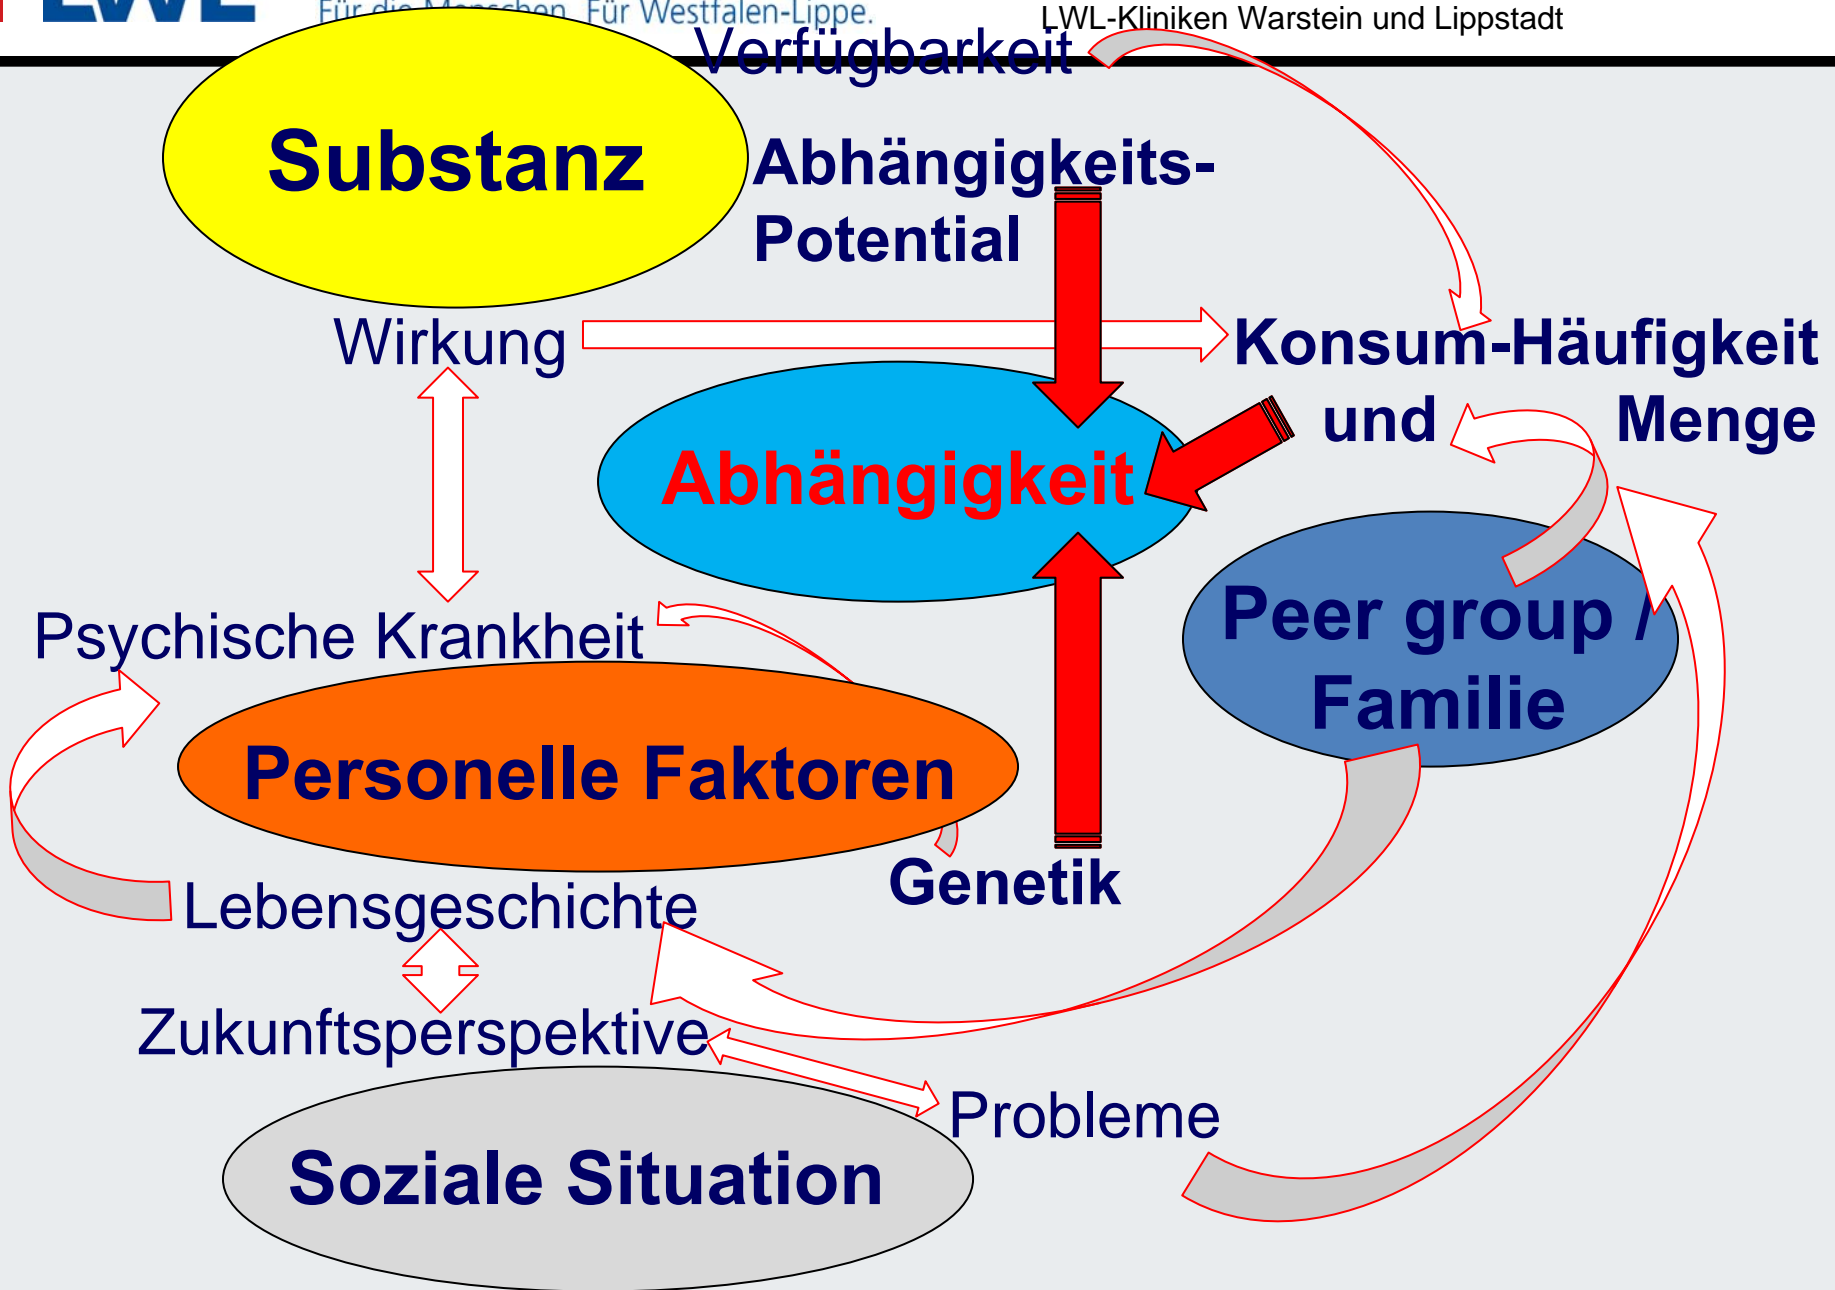 LWL
Für die Menschen. Für Westfalen-Lippe.
LWL-Kliniken Warstein und Lippstadt
Verfügbarkeit
Substanz
Abhängigkeits-
Potential
Wirkung
Konsum-Häufigkeit
und Menge
Abhängigkeit
Psychische Krankheit
Peer group /
Familie
Personelle Faktoren
Genetik
Lebensgeschichte
Zukunftsperspektive
Probleme
Soziale Situation